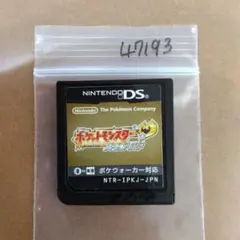 47193
NINTENDO DS
Nintendo The Pokémon Company
ポケットモンスター
ポケウォーカー対応
NTR-IPKJ-JPN